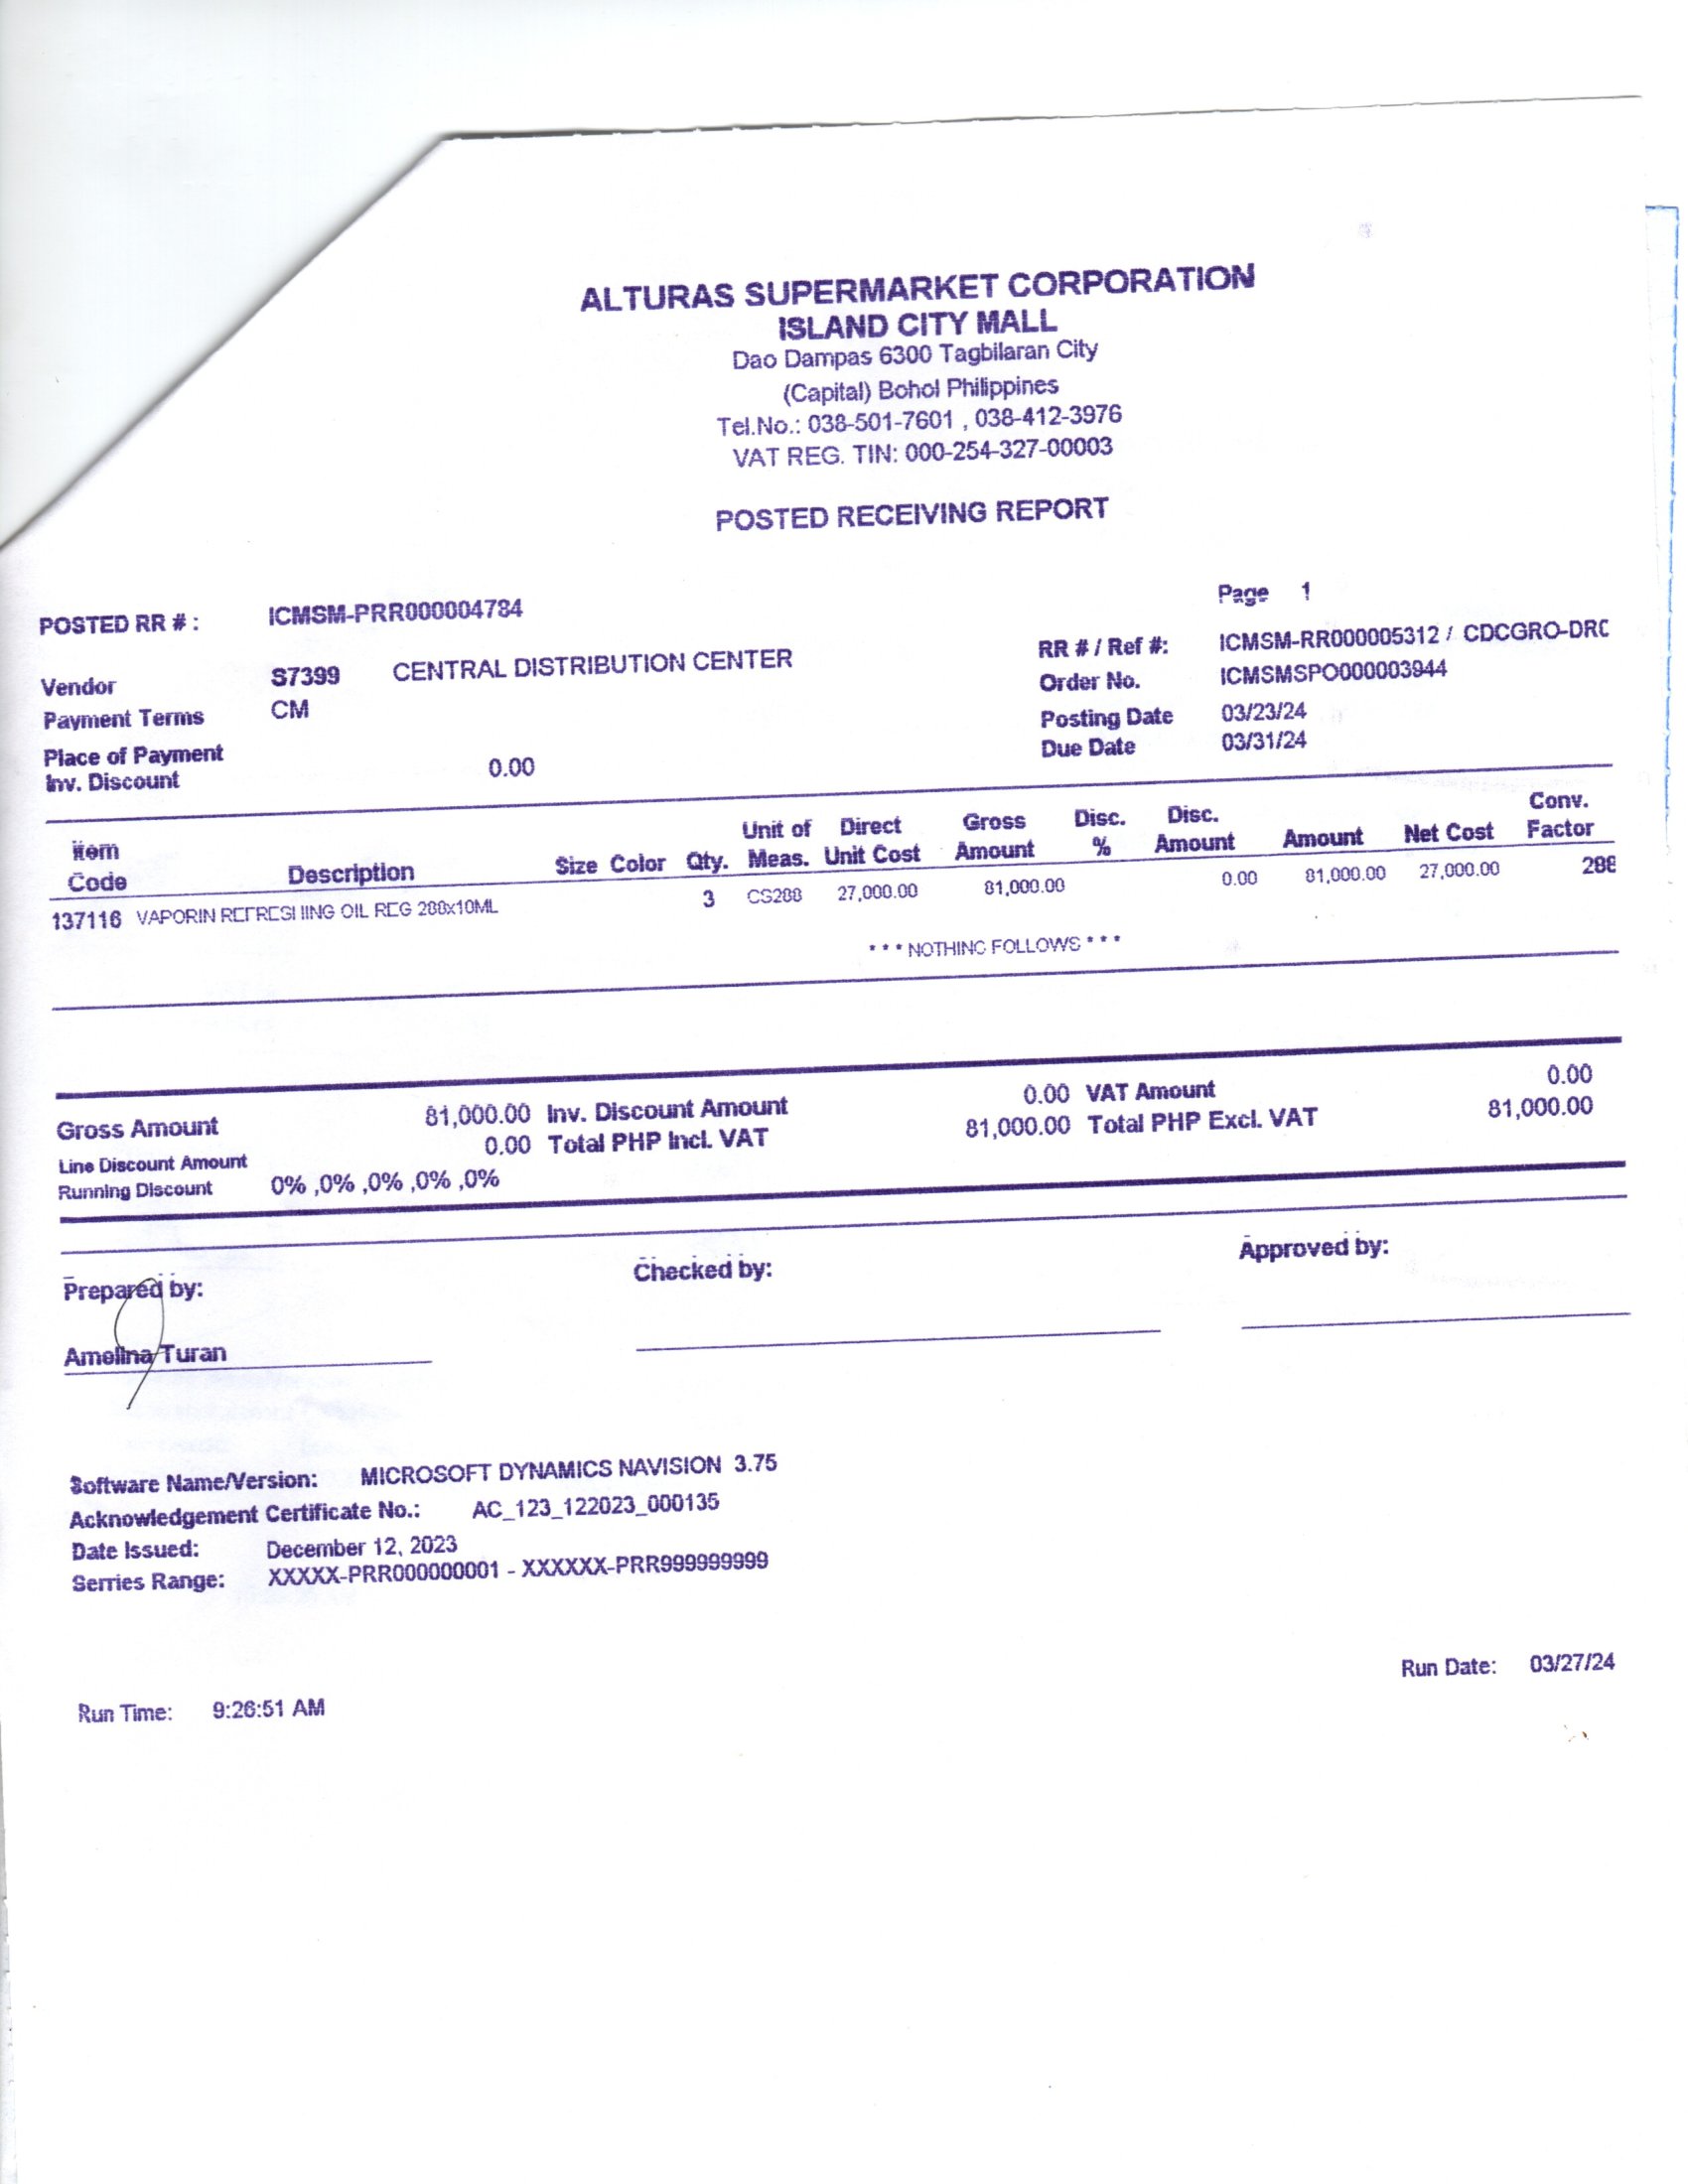 ALTURAS SUPERMARKET CORPORATION
ISLAND CITY MALL
Dao Dampas 6300 Tagbilaran City
(Capital) Bohol Philippines
Tel.No.: 038-501-7601 , 038-412-3976
VAT REG. TIN: 000-254-327-00003
POSTED RECEIVING REPORT
Page 1
POSTED RR # : ICMSM-PRR000004784
RR # / Ref #: ICMSM-RR000005312 / CDCGRO-DR
Vendor S7399 CENTRAL DISTRIBUTION CENTER
Order No. ICMSMSPO000003944
Payment Terms CM
Posting Date 03/23/24
Place of Payment
Due Date 03/31/24
Inv. Discount 0.00
Item Code Description Size Color Qty. Unit of Meas. Direct Unit Cost Gross Amount Disc. % Disc. Amount Amount Net Cost Conv. Factor
137116 VAPORIN REFRESHING OIL REG 288x10ML 3 CS288 27,000.00 81,000.00 0.00 81,000.00 27,000.00 288
* * * NOTHING FOLLOWS * * *
Gross Amount 81,000.00 Inv. Discount Amount 0.00 VAT Amount 0.00
Line Discount Amount 0.00 Total PHP Incl. VAT 81,000.00 Total PHP Excl. VAT 81,000.00
Running Discount 0% ,0% ,0% ,0% ,0%
Prepared by: Checked by: Approved by:
Amelina Turan
Software Name/Version: MICROSOFT DYNAMICS NAVISION 3.75
Acknowledgement Certificate No.: AC_123_122023_000135
Date Issued: December 12, 2023
Serries Range: XXXXX-PRR000000001 - XXXXXX-PRR999999999
Run Date: 03/27/24
Run Time: 9:26:51 AM